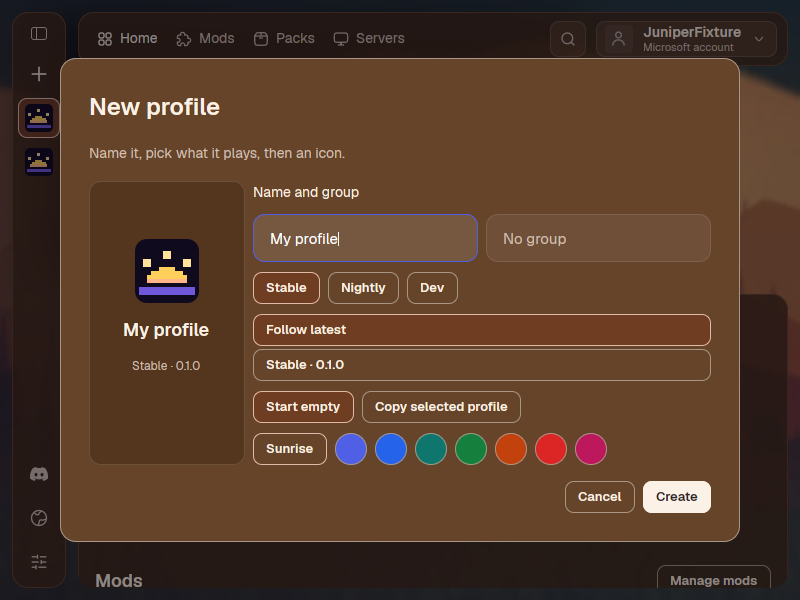 Home
Mods
Packs
Servers
JuniperFixture
Microsoft account
New profile
Name it, pick what it plays, then an icon.
My profile
Stable · 0.1.0
Name and group
My profile
No group
Stable
Nightly
Dev
Follow latest
Stable · 0.1.0
Start empty
Copy selected profile
Sunrise
Cancel
Create
Mods
Manage mods